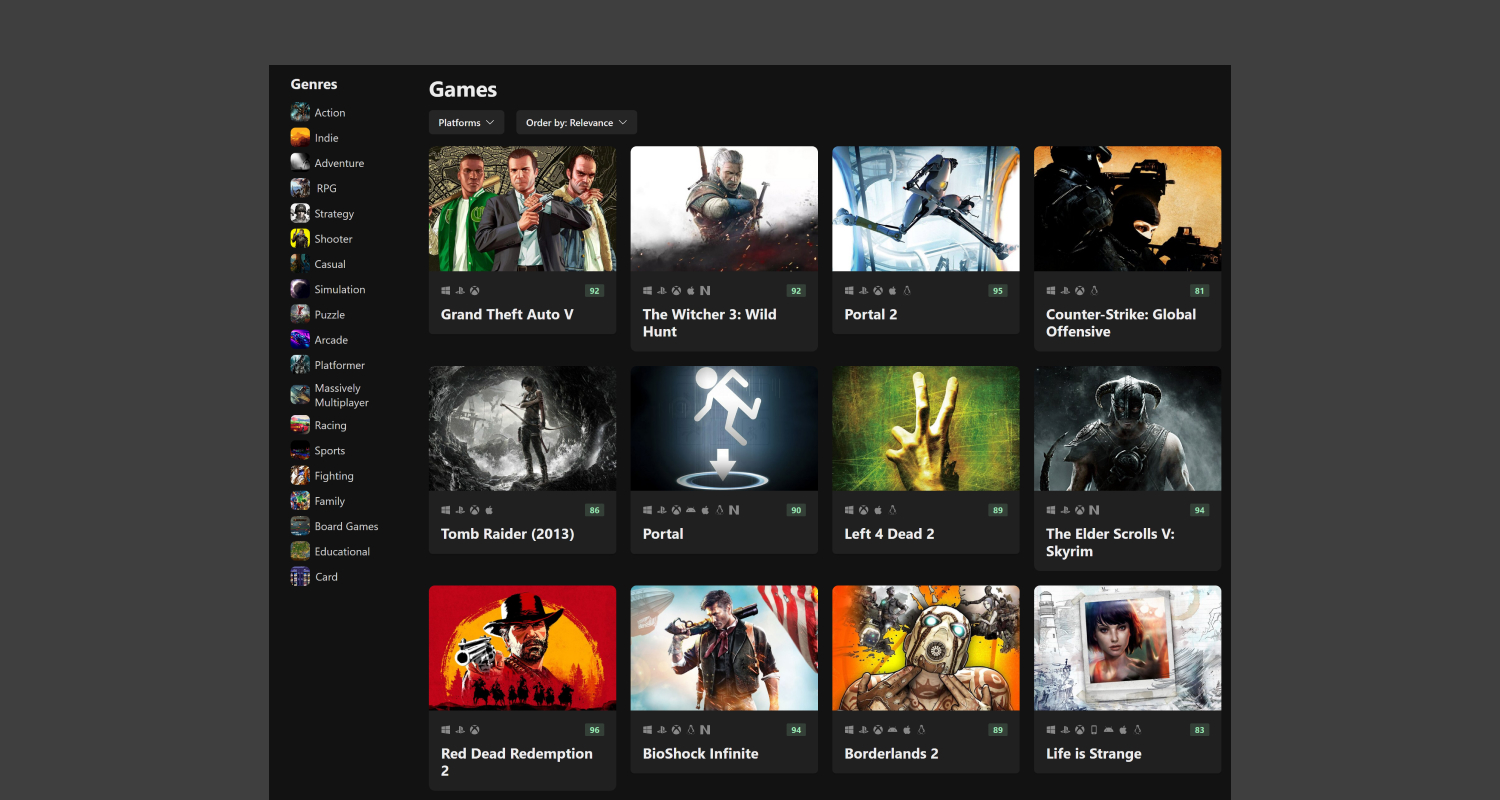 Genres
Action
Indie
Adventure
RPG
Strategy
Shooter
Casual
Simulation
Puzzle
Arcade
Platformer
Massively
Multiplayer
Racing
Sports
Fighting
Family
Board Games
Educational
Card
Games
Platforms
Order by: Relevance
92
Grand Theft Auto V
92
The Witcher 3: Wild
Hunt
95
Portal 2
81
Counter-Strike: Global
Offensive
86
Tomb Raider (2013)
90
Portal
89
Left 4 Dead 2
94
The Elder Scrolls V:
Skyrim
96
Red Dead Redemption
2
94
BioShock Infinite
89
Borderlands 2
83
Life is Strange